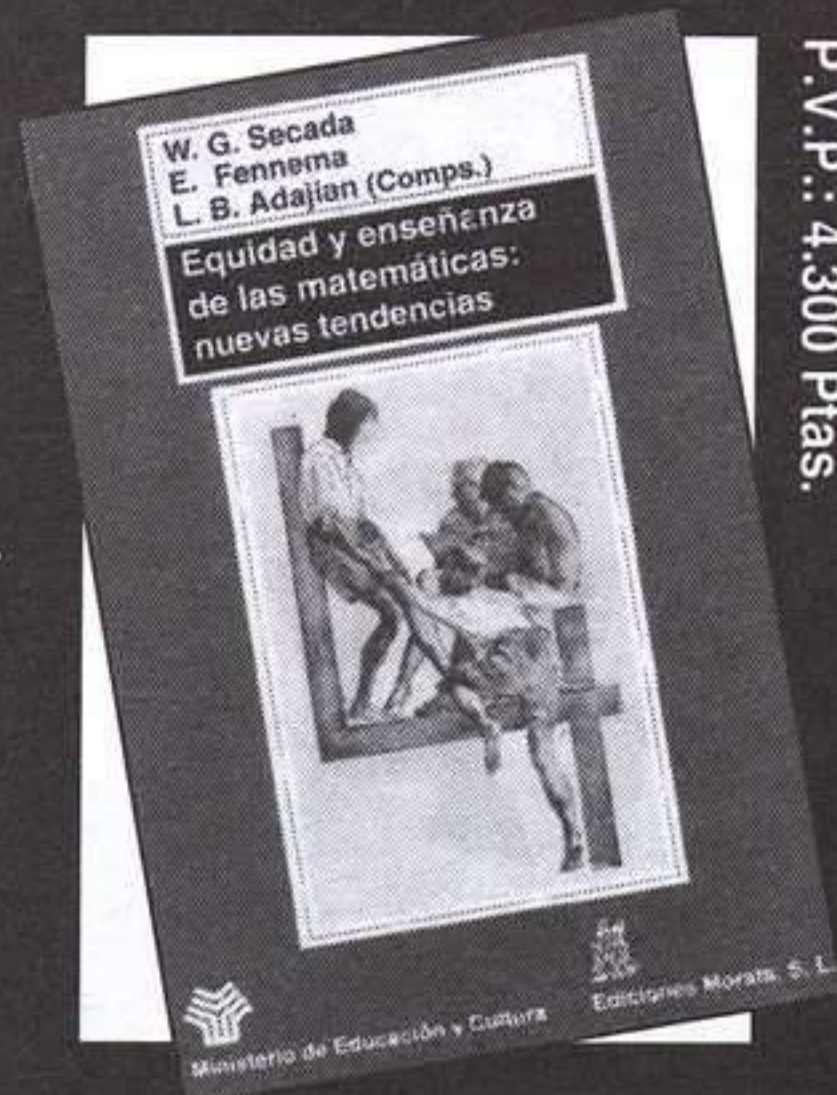 W. G. Secada
E. Fennema
L. B. Adajian (Comps.)
Equidad y enseñanza
de las matemáticas:
nuevas tendencias
Ministerio de Educación y Cultura
Ediciones Morata, S. L.
P.V.P.: 4.300 Ptas.